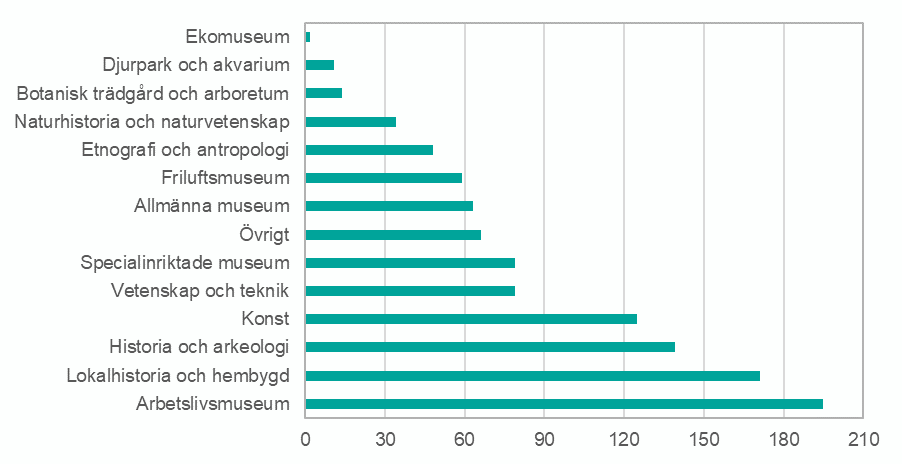 Ekomuseum
Djurpark och akvarium
Botanisk trädgård och arboretum
Naturhistoria och naturvetenskap
Etnografi och antropologi
Friluftsmuseum
Allmänna museum
Övrigt
Specialinriktade museum
Vetenskap och teknik
Konst
Historia och arkeologi
Lokalhistoria och hembygd
Arbetslivsmuseum
0 30 60 90 120 150 180 210